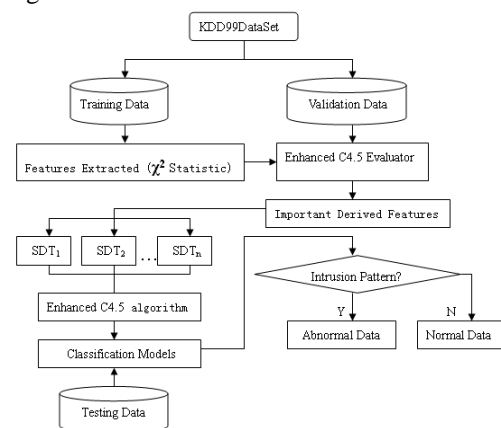 KDD99DataSet
Training Data
Validation Data
Features Extracted (χ² Statistic)
Enhanced C4.5 Evaluator
Important Derived Features
SDT₁
SDT₂
...
SDTₙ
Intrusion Pattern?
Enhanced C4.5 algorithm
Y
N
Abnormal Data
Normal Data
Classification Models
Testing Data